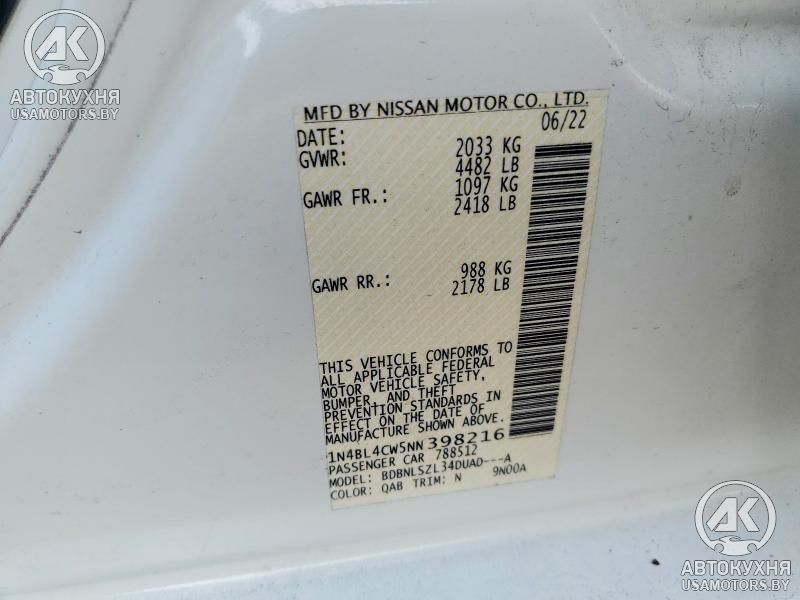 AK
АВТОКУХНЯ
USAMOTORS.BY
MFD BY NISSAN MOTOR CO., LTD.
DATE: 06/22
GVWR: 2033 KG
4482 LB
GAWR FR.: 1097 KG
2418 LB
GAWR RR.: 988 KG
2178 LB
THIS VEHICLE CONFORMS TO
ALL APPLICABLE FEDERAL
MOTOR VEHICLE SAFETY,
BUMPER, AND THEFT
PREVENTION STANDARDS IN
EFFECT ON THE DATE OF
MANUFACTURE SHOWN ABOVE.
1N4BL4CW5NN398216
PASSENGER CAR 788512
MODEL: BDBNLSZL34DUAD---A
COLOR: QAB TRIM: N 9N00A
AK
АВТОКУХНЯ
USAMOTORS.BY